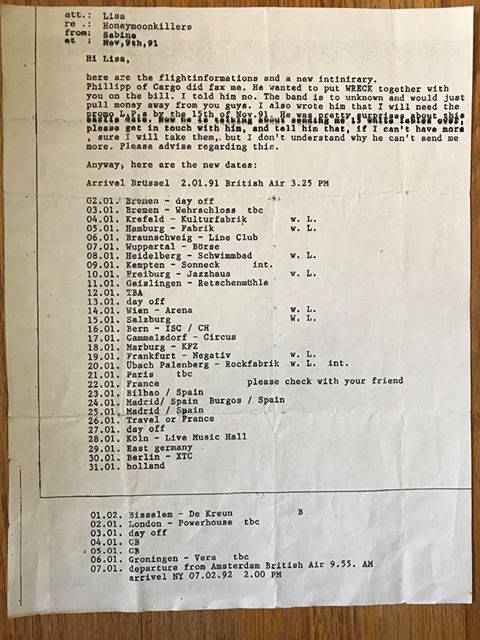 att.: Lisa
re .: Honeymoonkillers
from: Sabine
at : Nov,9th,91
Hi Lisa,
here are the flightinformations and a new intinirary.
Phillipp of Cargo did fax me. He wanted to put WRECK together with
you on the bill. I told him no. The band is to unknown and would just
pull money away from you guys. I also wrote him that I will need the
promo L.P.s by the 15th of Nov.91. He was pretty surprises about this
please get in touch with him, and tell him that, if I can't have more
, sure I will take them, but I don't understand why he can't send me
more. Please advise regarding this.
Anyway, here are the new dates:
Arrivel Brüssel 2.01.91 British Air 3.25 PM
02.01. Bremen - day off
03.01. Bremen - Wehrschloss tbc
04.01. Krefeld - Kulturfabrik w. L.
05.01. Hamburg - Fabrik w. L.
06.01. Braunschweig - Line Club
07.01. Wuppertal - Börse
08.01. Heidelberg - Schwimmbad w. L.
09.01. Kempten - Sonneck int.
10.01. Freiburg - Jazzhaus w. L.
11.01. Geislingen - Retschenmühle
12.01. TBA
13.01. day off
14.01. Wien - Arena w. L.
15.01. Salzburg W. L.
16.01. Bern - ISC / CH
17.01. Gammelsdorf - Circus
18.01. Marburg - KFZ
19.01. Frankfurt - Negativ w. L.
20.01. Übach Palenberg - Rockfabrik w. L. int.
21.01. Paris tbc
22.01. France please check with your friend
23.01. Bilbao / Spain
24.01. Madrid/ Spain Burgos / Spain
25.01. Madrid / Spain
26.01. Travel or France
27.01. day off
28.01. Köln - Live Music Hall
29.01. East germany
30.01. Berlin - XTC
31.01. holland
01.02. Bisselem - De Kreun B
02.01. London - Powerhouse tbc
03.01. day off
04.01. GB
05.01. GB
06.01. Groningen - Vera tbc
07.01. departure from Amsterdam British Air 9.55. AM
arrivel NY 07.02.92 2.00 PM